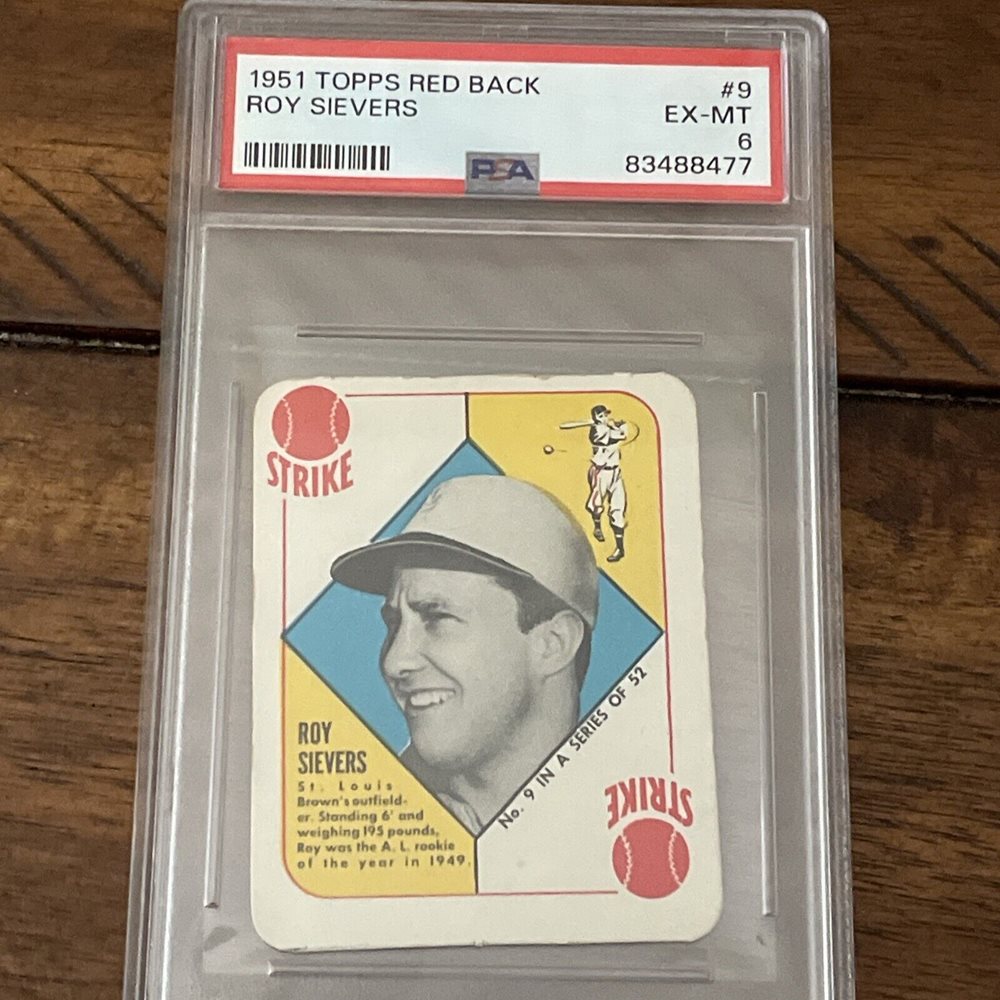 1951 TOPPS RED BACK
ROY SIEVERS
#9
EX-MT
6
83488477
PSA
STRIKE
ROY
SIEVERS
St. Louis
Brown's outfield-
er. Standing 6' and
weighing 195 pounds,
Roy was the A. L. rookie
of the year in 1949.
No. 9 IN A SERIES OF 52
STRIKE